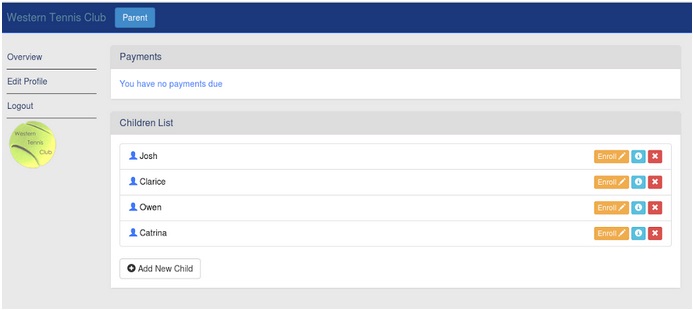 Western Tennis Club Parent
Overview
Edit Profile
Logout
Western
Tennis
Club
Payments
You have no payments due
Children List
Josh Enroll
Clarice Enroll
Owen Enroll
Catrina Enroll
Add New Child